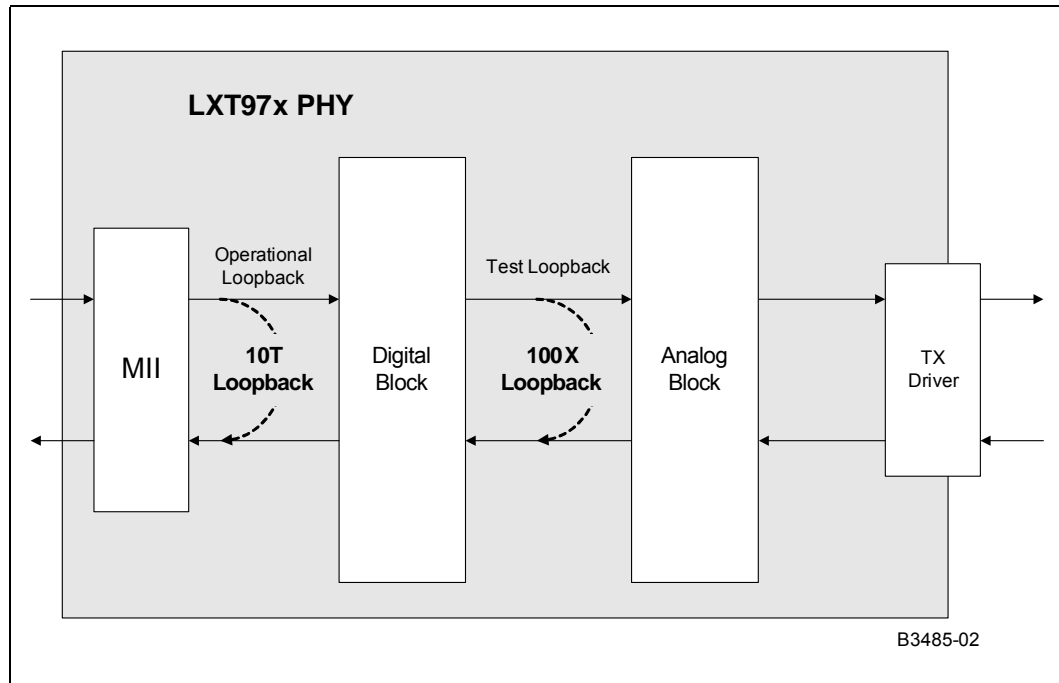 LXT97x PHY
Operational
Loopback
Test Loopback
MII
10T
Loopback
Digital
Block
100X
Loopback
Analog
Block
TX
Driver
B3485-02